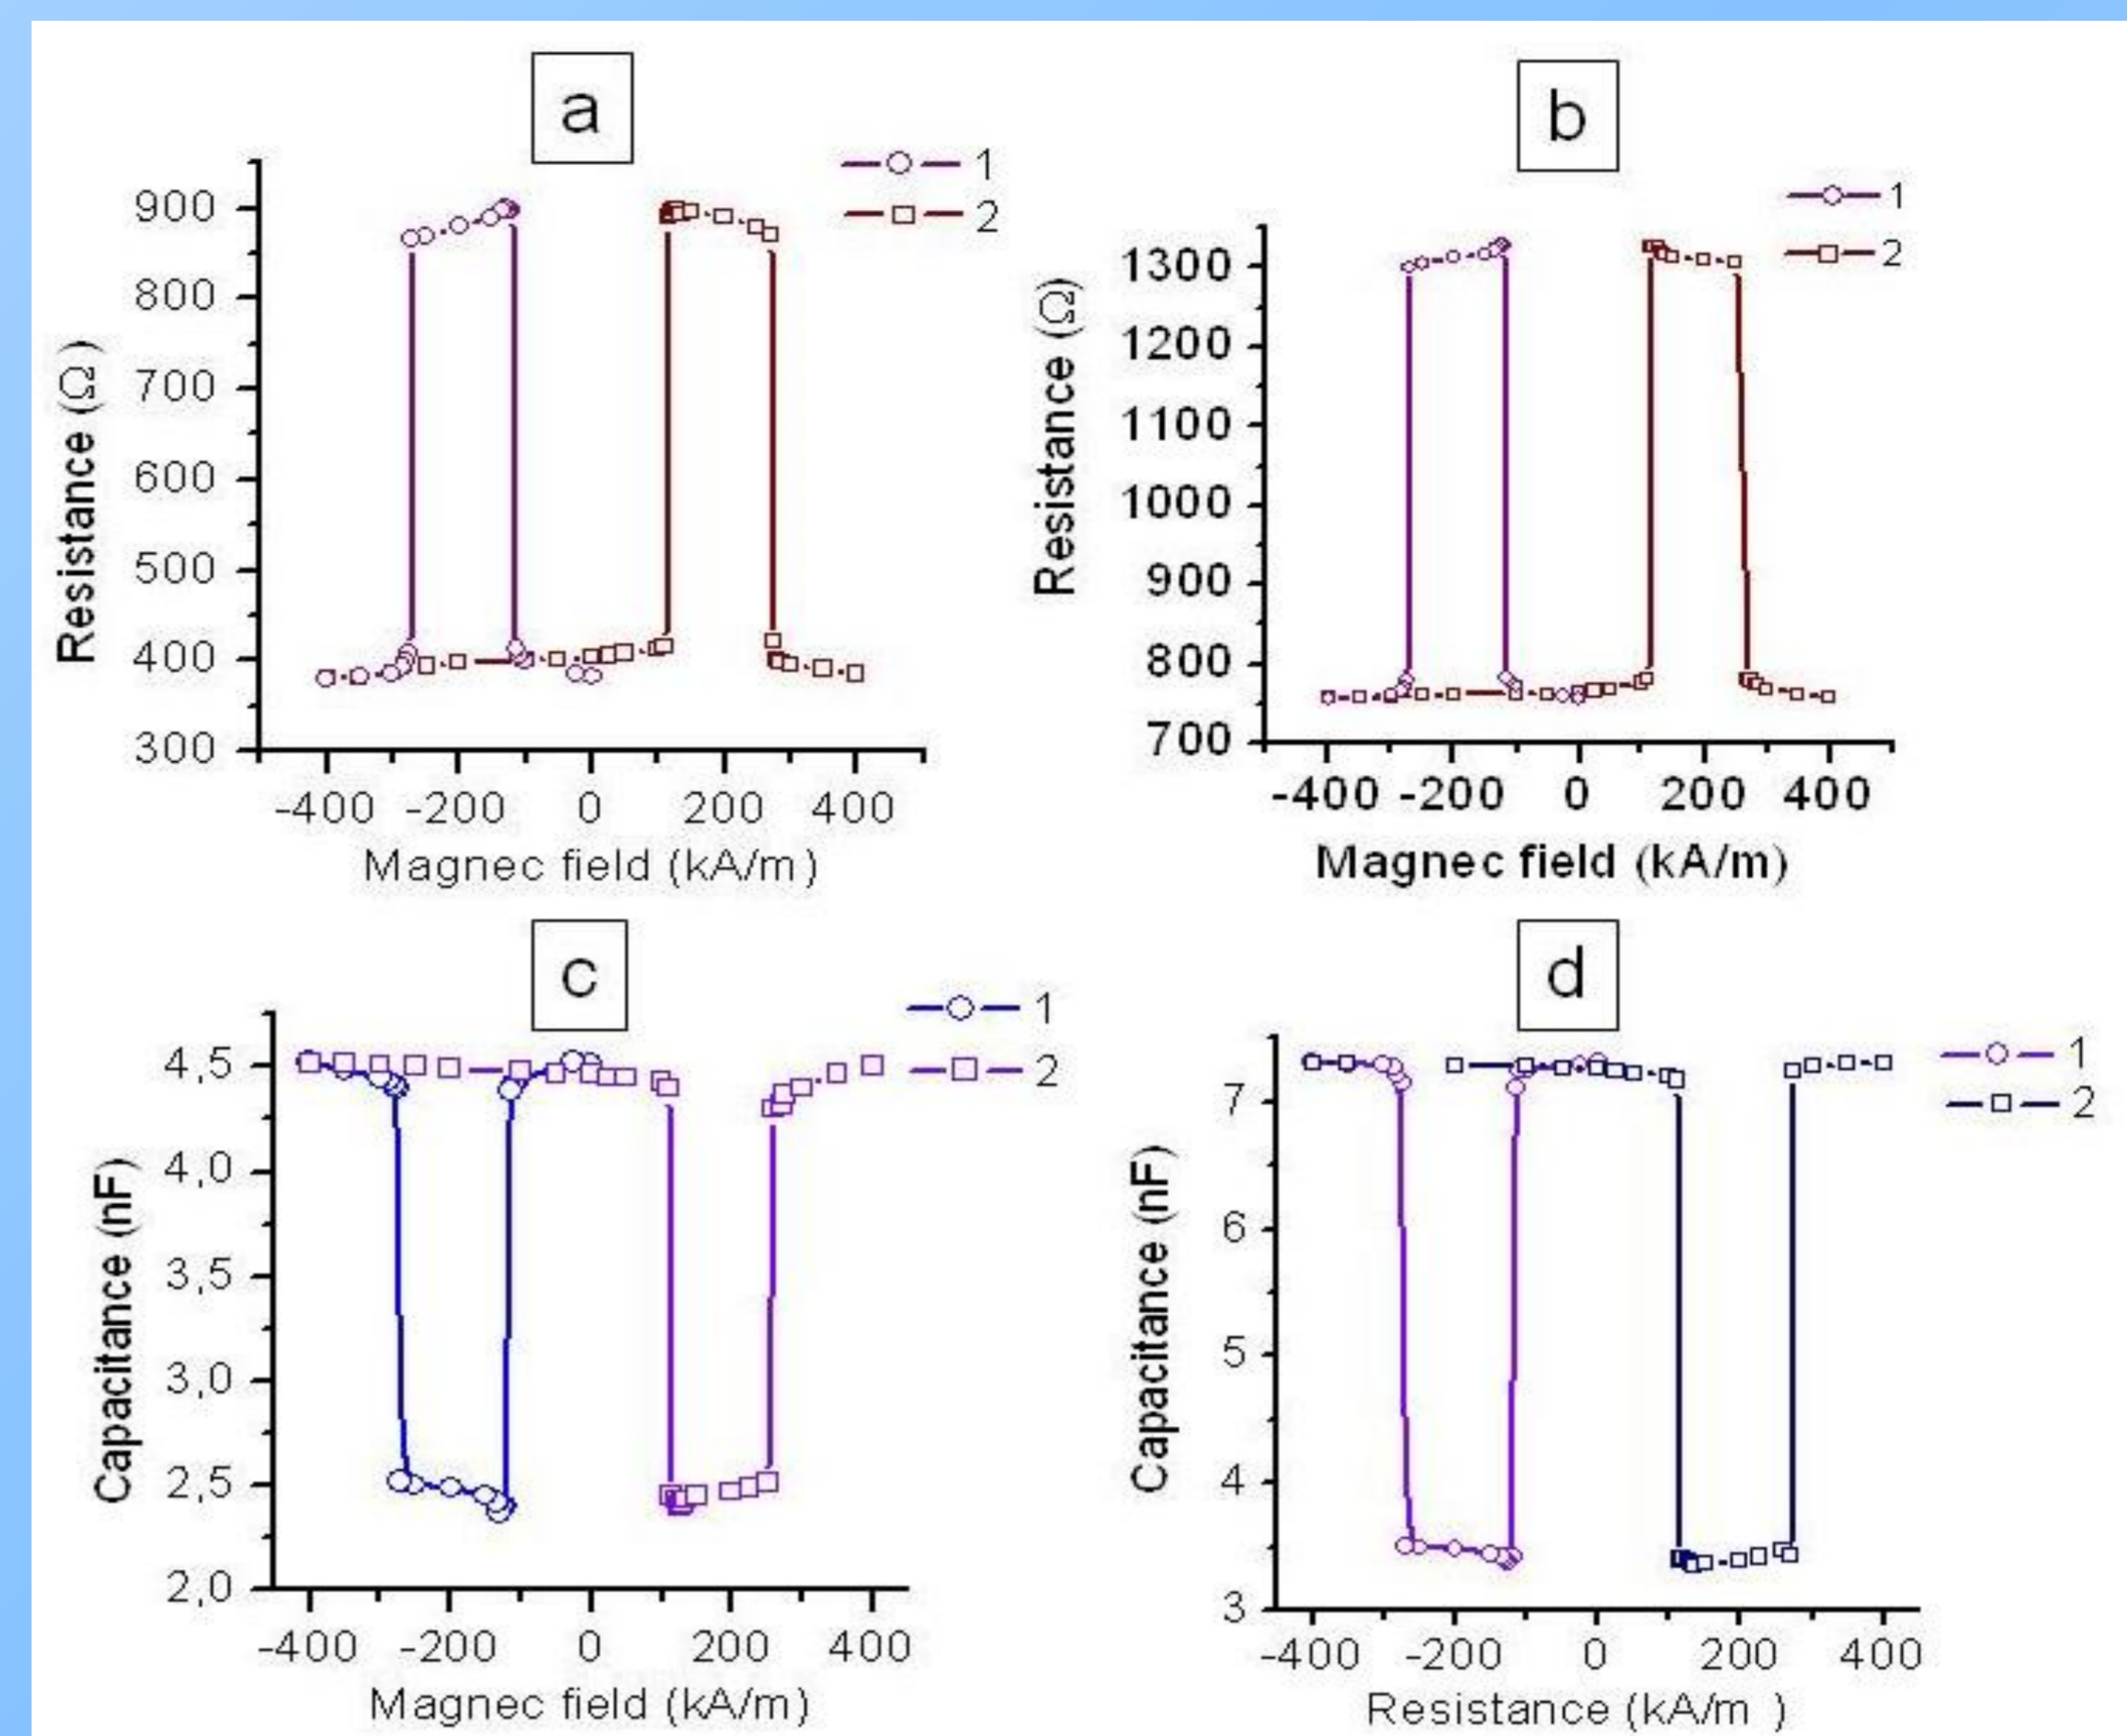 a
1
2
900
800
700
600
500
400
300
Resistance (Ω)
-400 -200 0 200 400
Magnec field (kA/m)
b
1
2
1300
1200
1100
1000
900
800
700
Resistance (Ω)
-400 -200 0 200 400
Magnec field (kA/m)
c
1
2
4,5
4,0
3,5
3,0
2,5
2,0
Capacitance (nF)
-400 -200 0 200 400
Magnec field (kA/m)
d
1
2
7
6
5
4
3
Capacitance (nF)
-400 -200 0 200 400
Resistance (kA/m )